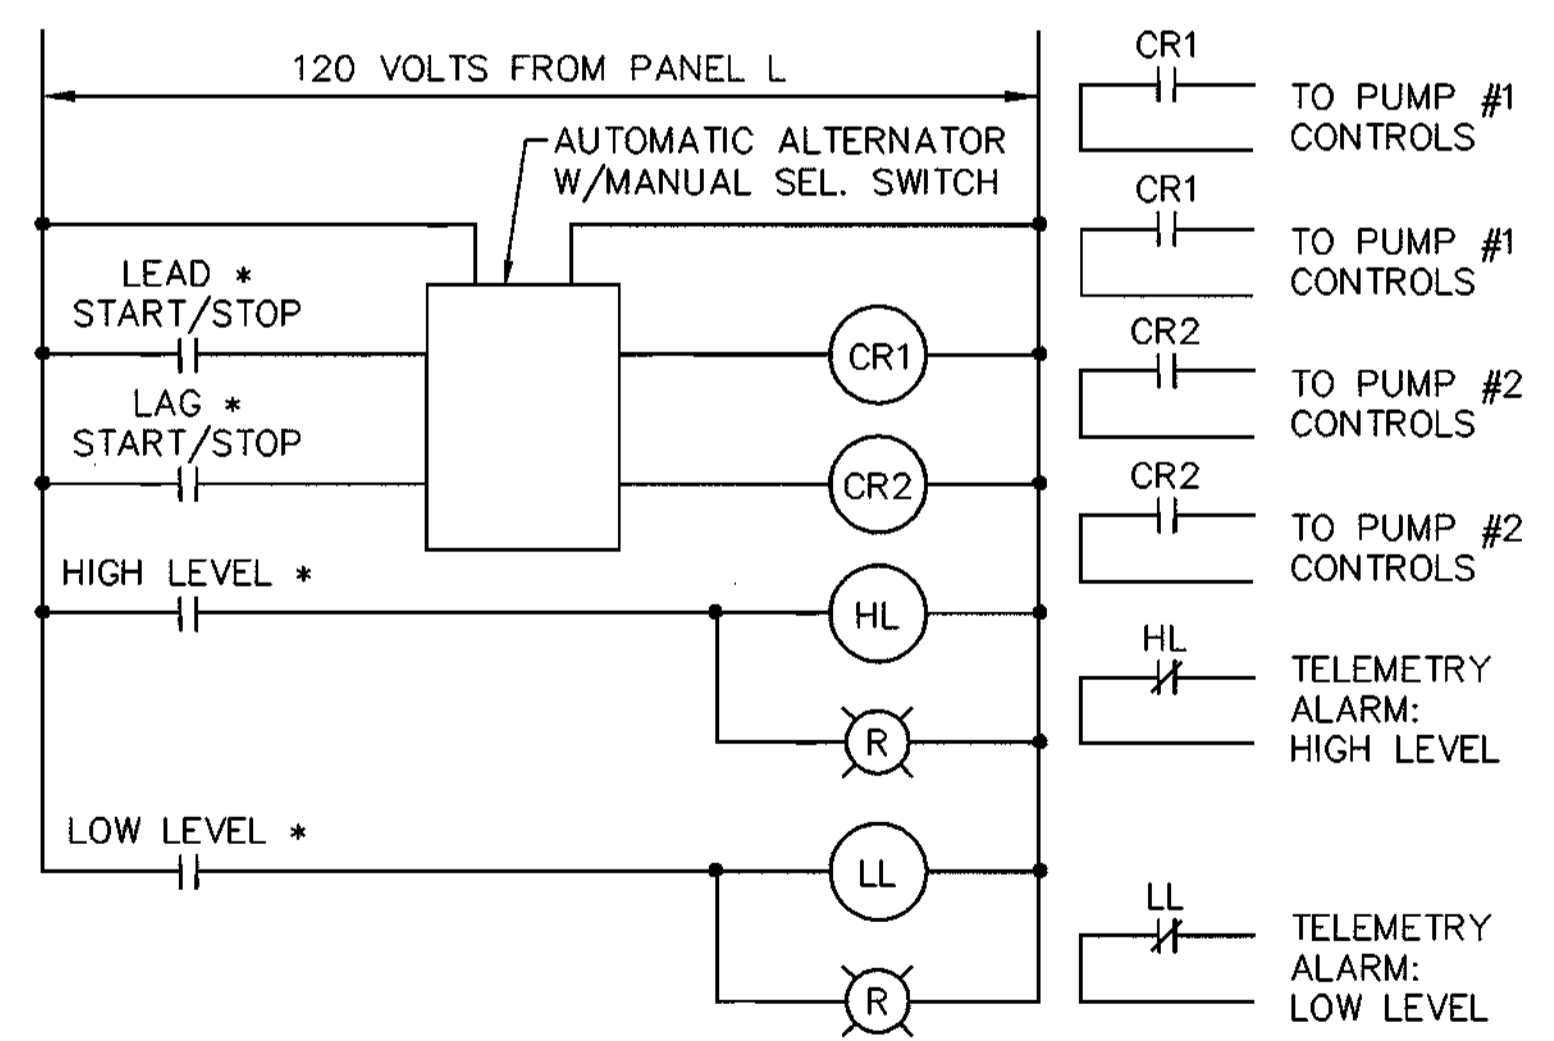 120 VOLTS FROM PANEL L
AUTOMATIC ALTERNATOR
W/MANUAL SEL. SWITCH
LEAD *
START/STOP
CR1
LAG *
START/STOP
CR2
HIGH LEVEL *
HL
R
LOW LEVEL *
LL
R
CR1
TO PUMP #1
CONTROLS
CR1
TO PUMP #1
CONTROLS
CR2
TO PUMP #2
CONTROLS
CR2
TO PUMP #2
CONTROLS
HL
TELEMETRY
ALARM:
HIGH LEVEL
LL
TELEMETRY
ALARM:
LOW LEVEL